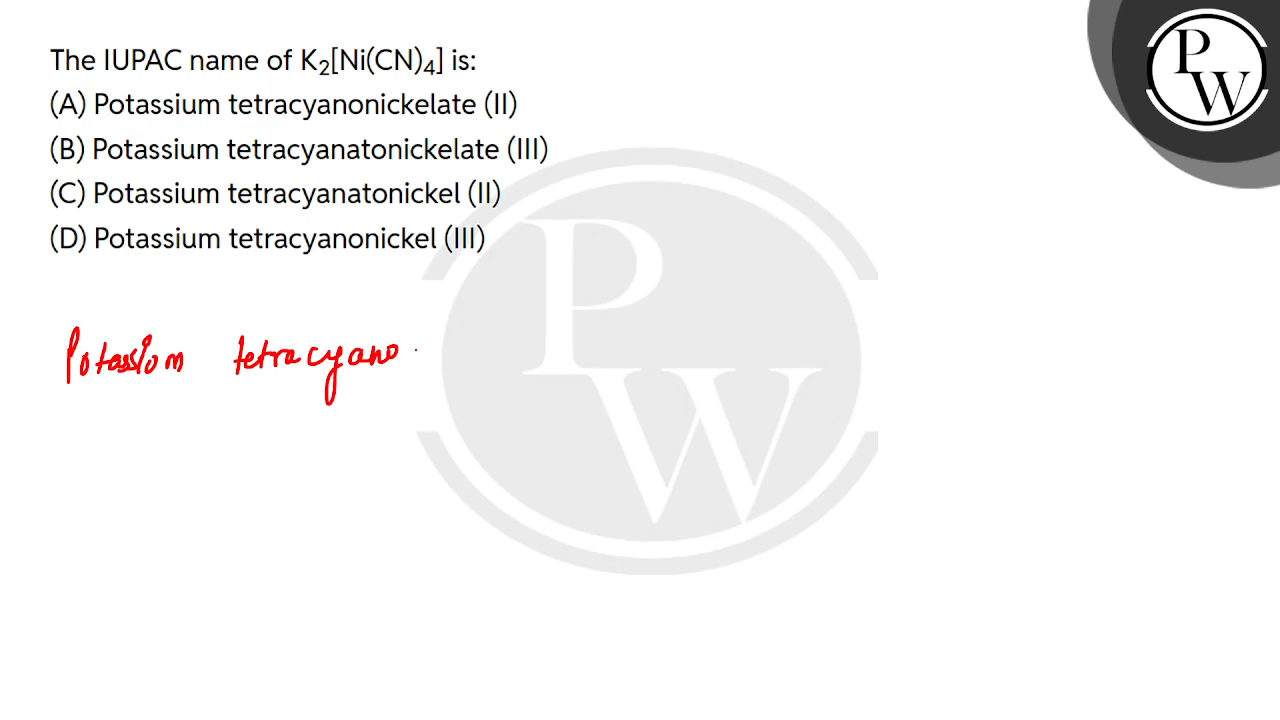 The IUPAC name of K₂[Ni(CN)₄] is:
(A) Potassium tetracyanonickelate (II)
(B) Potassium tetracyanatonickelate (III)
(C) Potassium tetracyanatonickel (II)
(D) Potassium tetracyanonickel (III)
Potassium tetracyano
P
W
P
W